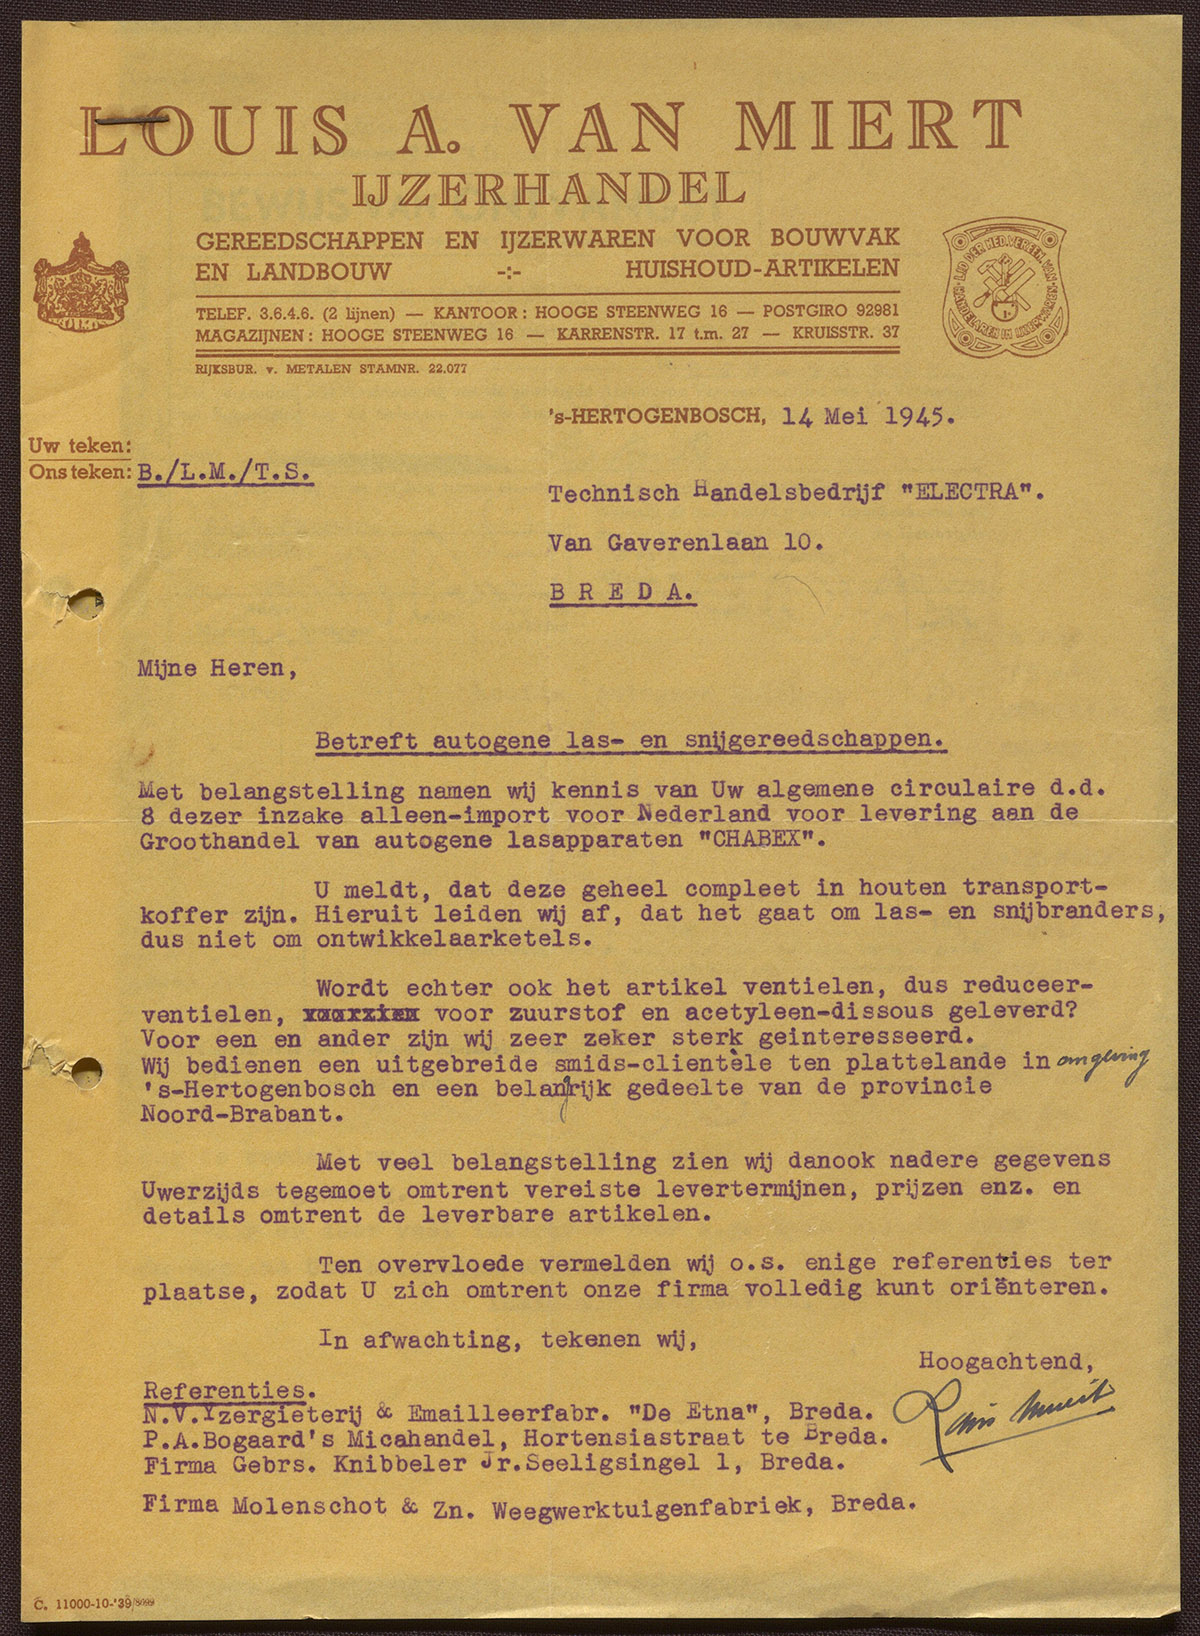 LOUIS A. VAN MIERT
IJZERHANDEL
GEREEDSCHAPPEN EN IJZERWAREN VOOR BOUWVAK
EN LANDBOUW -:- HUISHOUD-ARTIKELEN
TELEF. 3.6.4.6. (2 lijnen) — KANTOOR: HOOGE STEENWEG 16 — POSTGIRO 92981
MAGAZIJNEN: HOOGE STEENWEG 16 — KARRENSTR. 17 t.m. 27 — KRUISSTR. 37
RIJKSBUR. v. METALEN STAMNR. 22.077
LID DER NED. VEREEN. VAN
's-HERTOGENBOSCH, 14 Mei 1945.
Uw teken:
Ons teken: B./L.M./T.S.
Technisch Handelsbedrijf "ELECTRA".
Van Gaverenlaan 10.
B R E D A.
Mijne Heren,
Betreft autogene las- en snijgereedschappen.
Met belangstelling namen wij kennis van Uw algemene circulaire d.d.
8 dezer inzake alleen-import voor Nederland voor levering aan de
Groothandel van autogene lasapparaten "CHABEX".
U meldt, dat deze geheel compleet in houten transport-
koffer zijn. Hieruit leiden wij af, dat het gaat om las- en snijbranders,
dus niet om ontwikkelaarketels.
Wordt echter ook het artikel ventielen, dus reduceer-
ventielen, voor zuurstof en acetyleen-dissous geleverd?
Voor een en ander zijn wij zeer zeker sterk geinteresseerd.
Wij bedienen een uitgebreide smids-clientèle ten plattelande in omgeving
's-Hertogenbosch en een belangrijk gedeelte van de provincie
Noord-Brabant.
Met veel belangstelling zien wij danook nadere gegevens
Uwerzijds tegemoet omtrent vereiste levertermijnen, prijzen enz. en
details omtrent de leverbare artikelen.
Ten overvloede vermelden wij o.s. enige referenties ter
plaatse, zodat U zich omtrent onze firma volledig kunt oriënteren.
In afwachting, tekenen wij,
Hoogachtend,
Referenties.
N.V.Yzergieterij & Emailleerfabr. "De Etna", Breda.
P.A.Bogaard's Micahandel, Hortensiastraat te Breda.
Firma Gebrs. Knibbeler Jr.Seeligsingel 1, Breda.
Firma Molenschot & Zn. Weegwerktuigenfabriek, Breda.
C. 11000-10-'39/8099